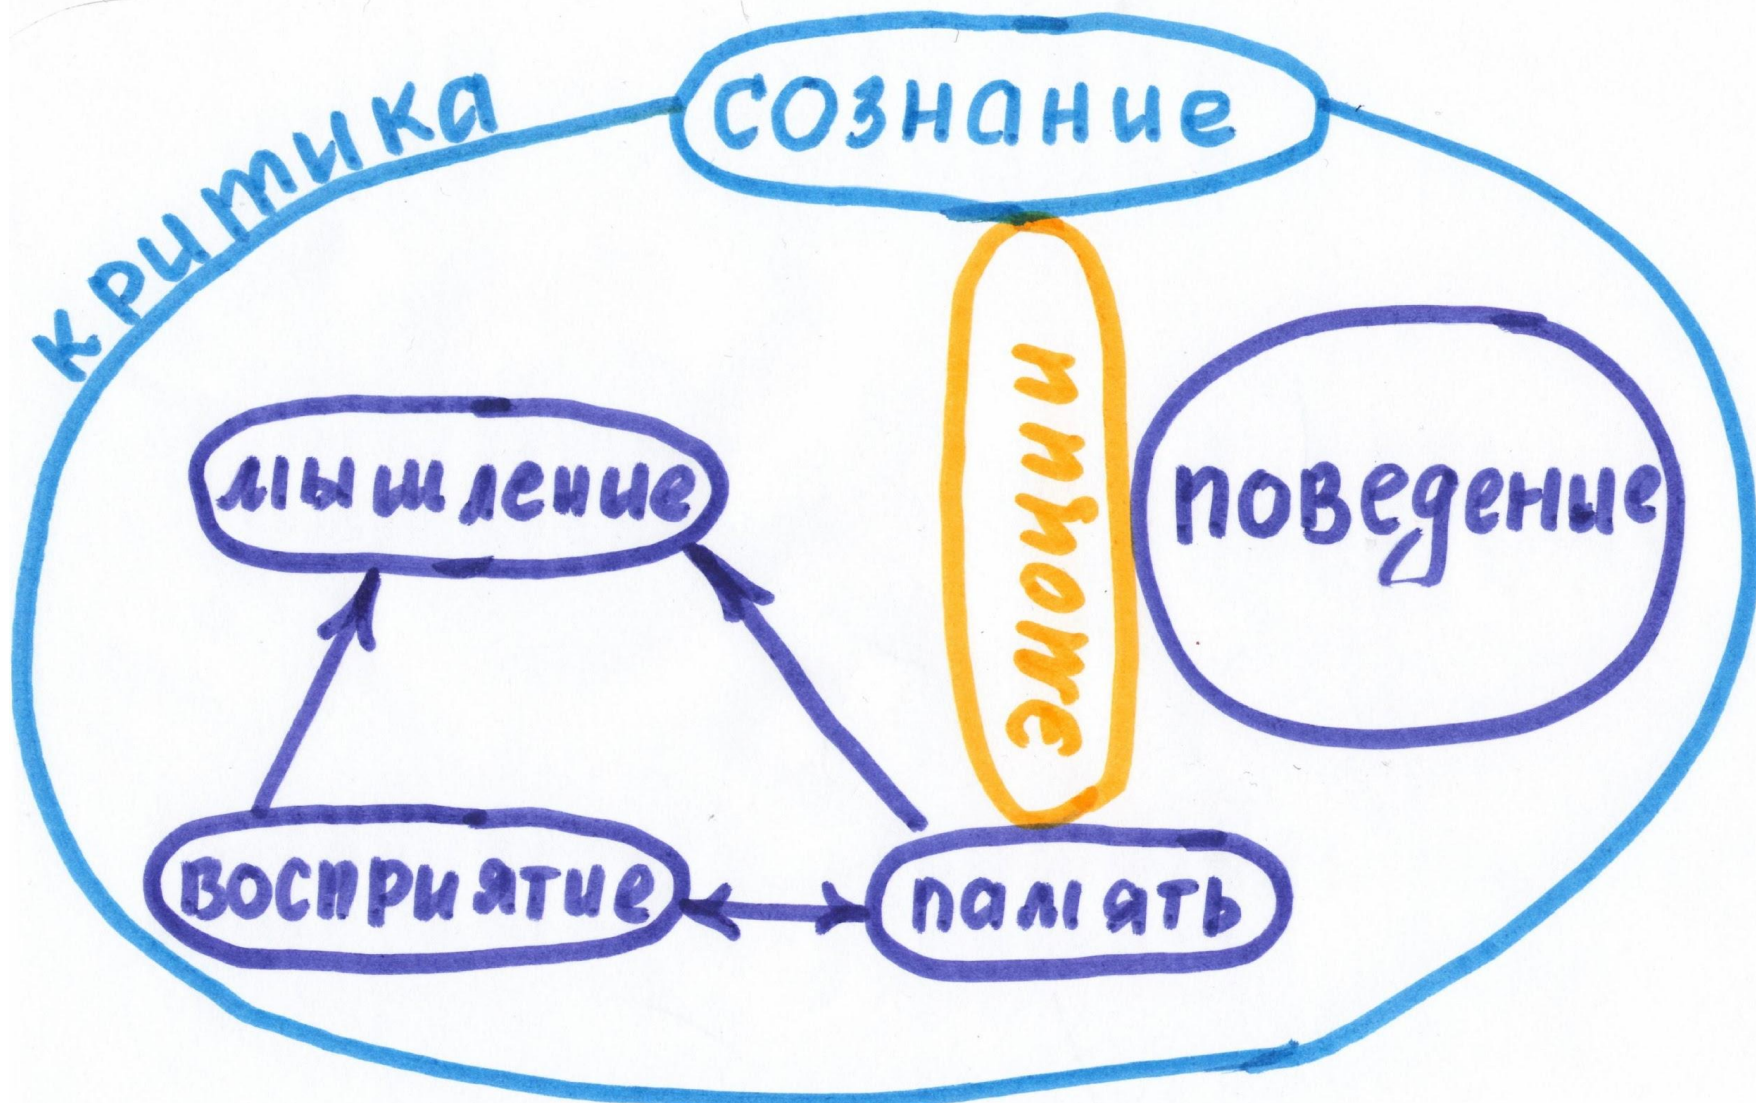 сознание
критика
эмоции
мышление
поведение
восприятие
память